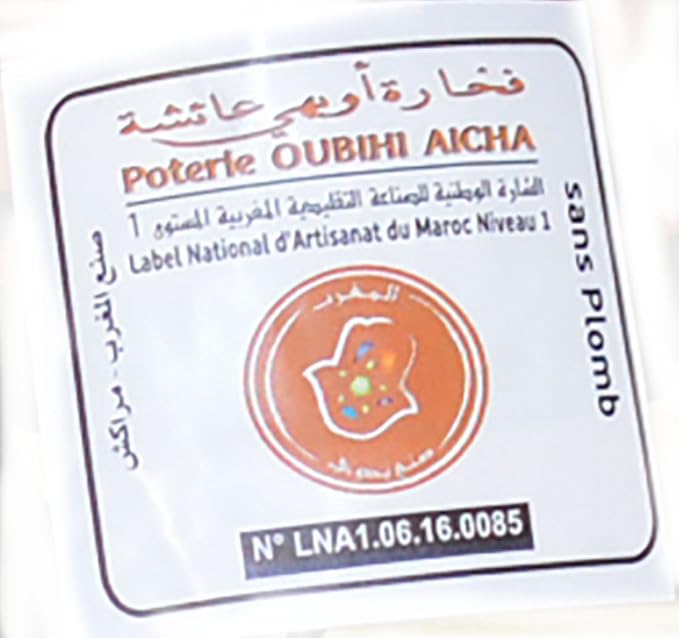 فخارة أوبهي عائشة
Poterie OUBIHI AICHA
الشارة الوطنية للصناعة التقليدية المغربية المستوى 1
Label National d'Artisanat du Maroc Niveau 1
صنع المغرب - مراكش
sans Plomb
المغرب
N° LNA1.06.16.0085